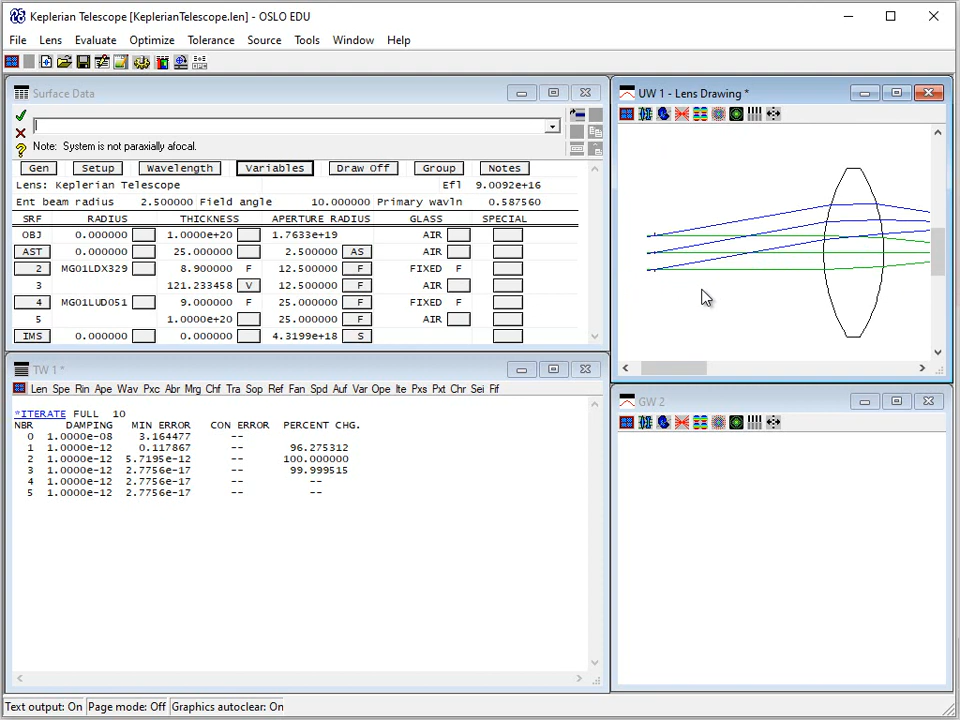 Keplerian Telescope [KeplerianTelescope.len] - OSLO EDU
File Lens Evaluate Optimize Tolerance Source Tools Window Help
Surface Data
Note: System is not paraxially afocal.
Gen Setup Wavelength Variables Draw Off Group Notes
Lens: Keplerian Telescope Efl 9.0092e+16
Ent beam radius 2.500000 Field angle 10.000000 Primary wavln 0.587560
SRF RADIUS THICKNESS APERTURE RADIUS GLASS SPECIAL
OBJ 0.000000 1.0000e+20 1.7633e+19 AIR
AST 0.000000 25.000000 2.500000 AS AIR
2 MG01LDX329 8.900000 F 12.500000 F FIXED F
3 121.233458 V 12.500000 F AIR
4 MG01LUD051 9.000000 F 25.000000 F FIXED F
5 1.0000e+20 25.000000 F AIR
IMS 0.000000 0.000000 4.3199e+18 S
UW 1 - Lens Drawing *
TW 1 *
Len Spe Rin Ape Wav Pxc Abr Mrg Chf Tra Sop Ref Fan Spd Auf Var Ope Ite Pxs Pxt Chr Sei Fif
*ITERATE FULL 10
NBR DAMPING MIN ERROR CON ERROR PERCENT CHG.
0 1.0000e-08 3.164477 --
1 1.0000e-12 0.117867 -- 96.275312
2 1.0000e-12 5.7195e-12 -- 100.000000
3 1.0000e-12 2.7756e-17 -- 99.999515
4 1.0000e-12 2.7756e-17 -- --
5 1.0000e-12 2.7756e-17 -- --
GW 2
Text output: On Page mode: Off Graphics autoclear: On